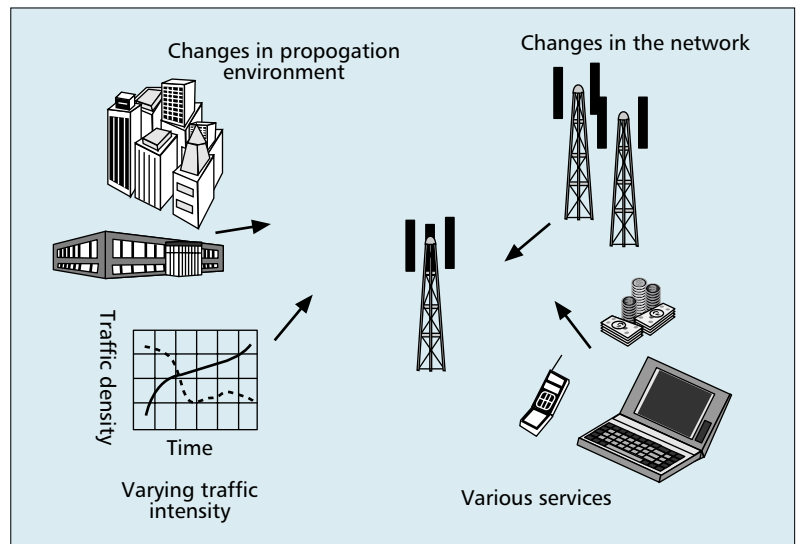 Changes in propogation
environment
Changes in the network
Traffic density
Time
Varying traffic
intensity
Various services